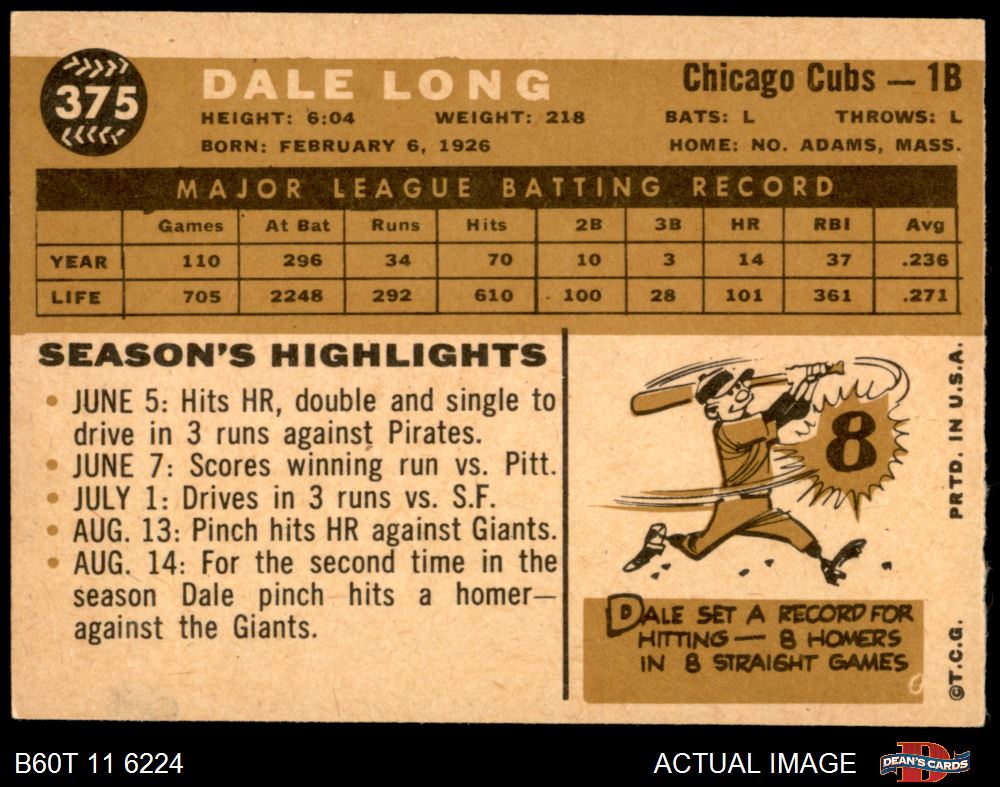 375
DALE LONG
Chicago Cubs — 1B
HEIGHT: 6:04 WEIGHT: 218 BATS: L THROWS: L
BORN: FEBRUARY 6, 1926 HOME: NO. ADAMS, MASS.
MAJOR LEAGUE BATTING RECORD
Games At Bat Runs Hits 2B 3B HR RBI Avg
YEAR 110 296 34 70 10 3 14 37 .236
LIFE 705 2248 292 610 100 28 101 361 .271
SEASON'S HIGHLIGHTS
• JUNE 5: Hits HR, double and single to
drive in 3 runs against Pirates.
• JUNE 7: Scores winning run vs. Pitt.
• JULY 1: Drives in 3 runs vs. S.F.
• AUG. 13: Pinch hits HR against Giants.
• AUG. 14: For the second time in the
season Dale pinch hits a homer—
against the Giants.
8
DALE SET A RECORD FOR
HITTING — 8 HOMERS
IN 8 STRAIGHT GAMES
©T.C.G. PRTD. IN U.S.A.
B60T 11 6224
ACTUAL IMAGE
D
DEAN'S CARDS